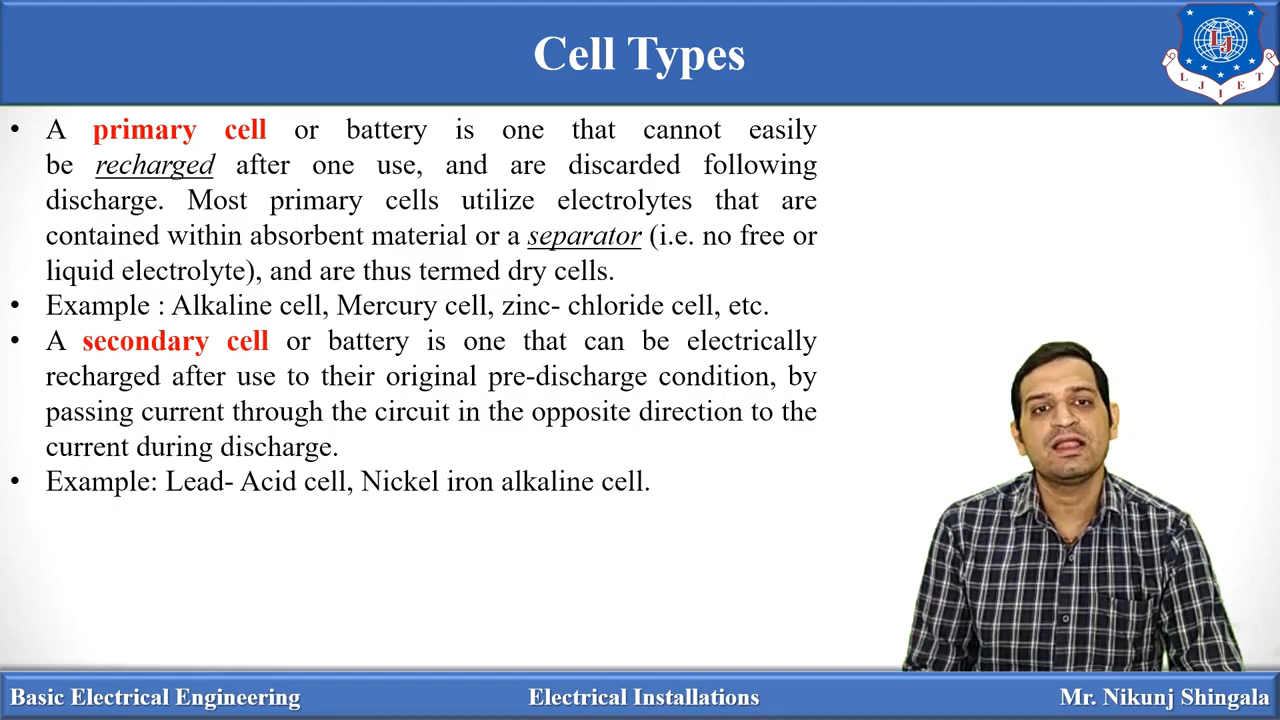 Cell Types
LJ
L J I E T
• A primary cell or battery is one that cannot easily
be recharged after one use, and are discarded following
discharge. Most primary cells utilize electrolytes that are
contained within absorbent material or a separator (i.e. no free or
liquid electrolyte), and are thus termed dry cells.
• Example : Alkaline cell, Mercury cell, zinc- chloride cell, etc.
• A secondary cell or battery is one that can be electrically
recharged after use to their original pre-discharge condition, by
passing current through the circuit in the opposite direction to the
current during discharge.
• Example: Lead- Acid cell, Nickel iron alkaline cell.
Basic Electrical Engineering Electrical Installations Mr. Nikunj Shingala